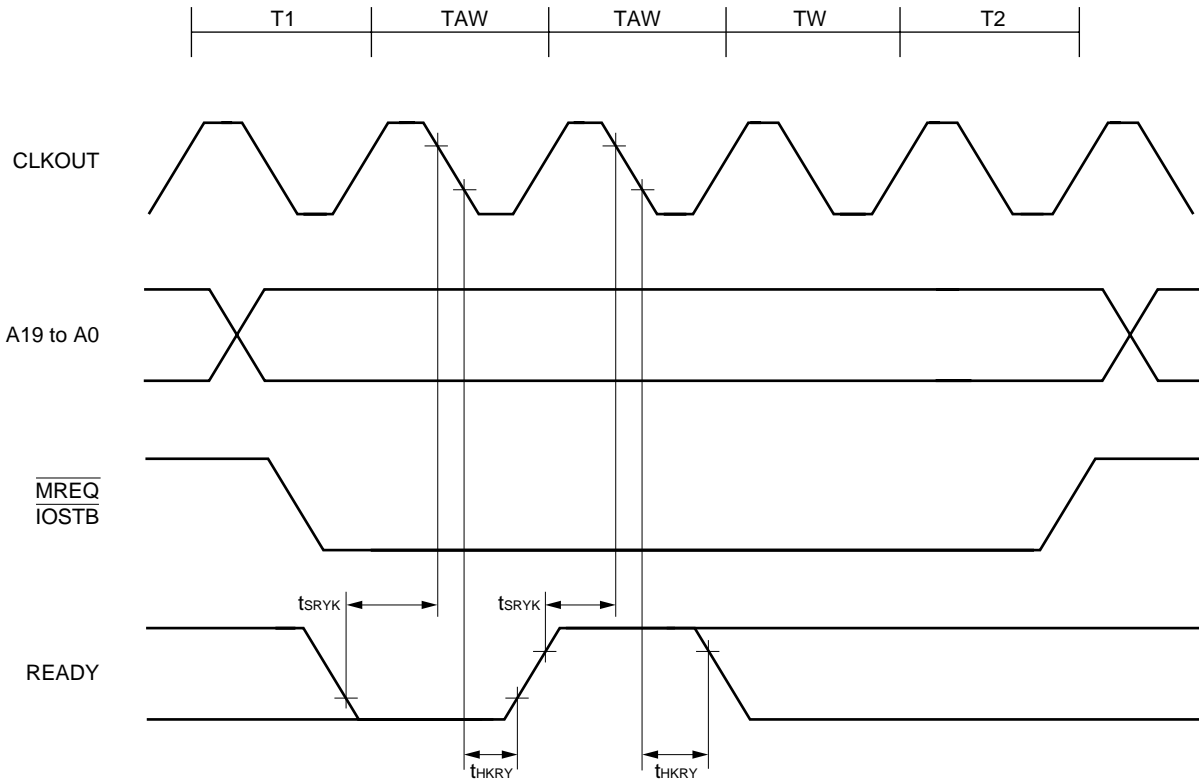 T1 TAW TAW TW T2
CLKOUT
A19 to A0
MREQ
IOSTB
tSRYK tSRYK
READY
tHKRY tHKRY